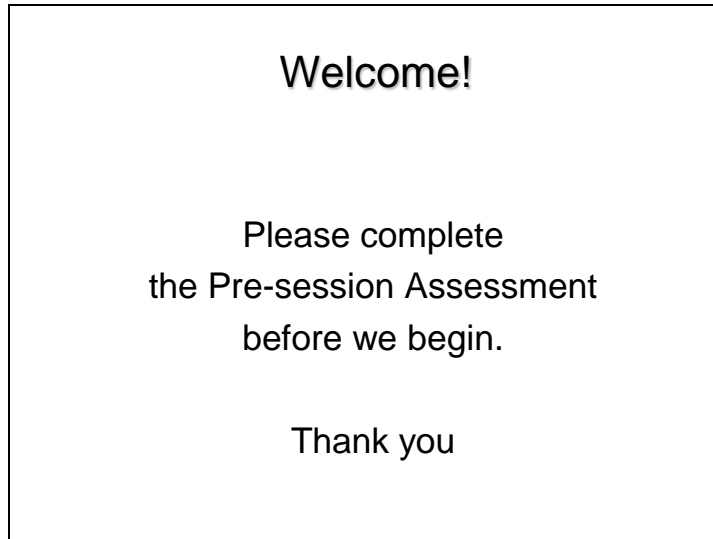 Welcome!
Please complete
the Pre-session Assessment
before we begin.
Thank you